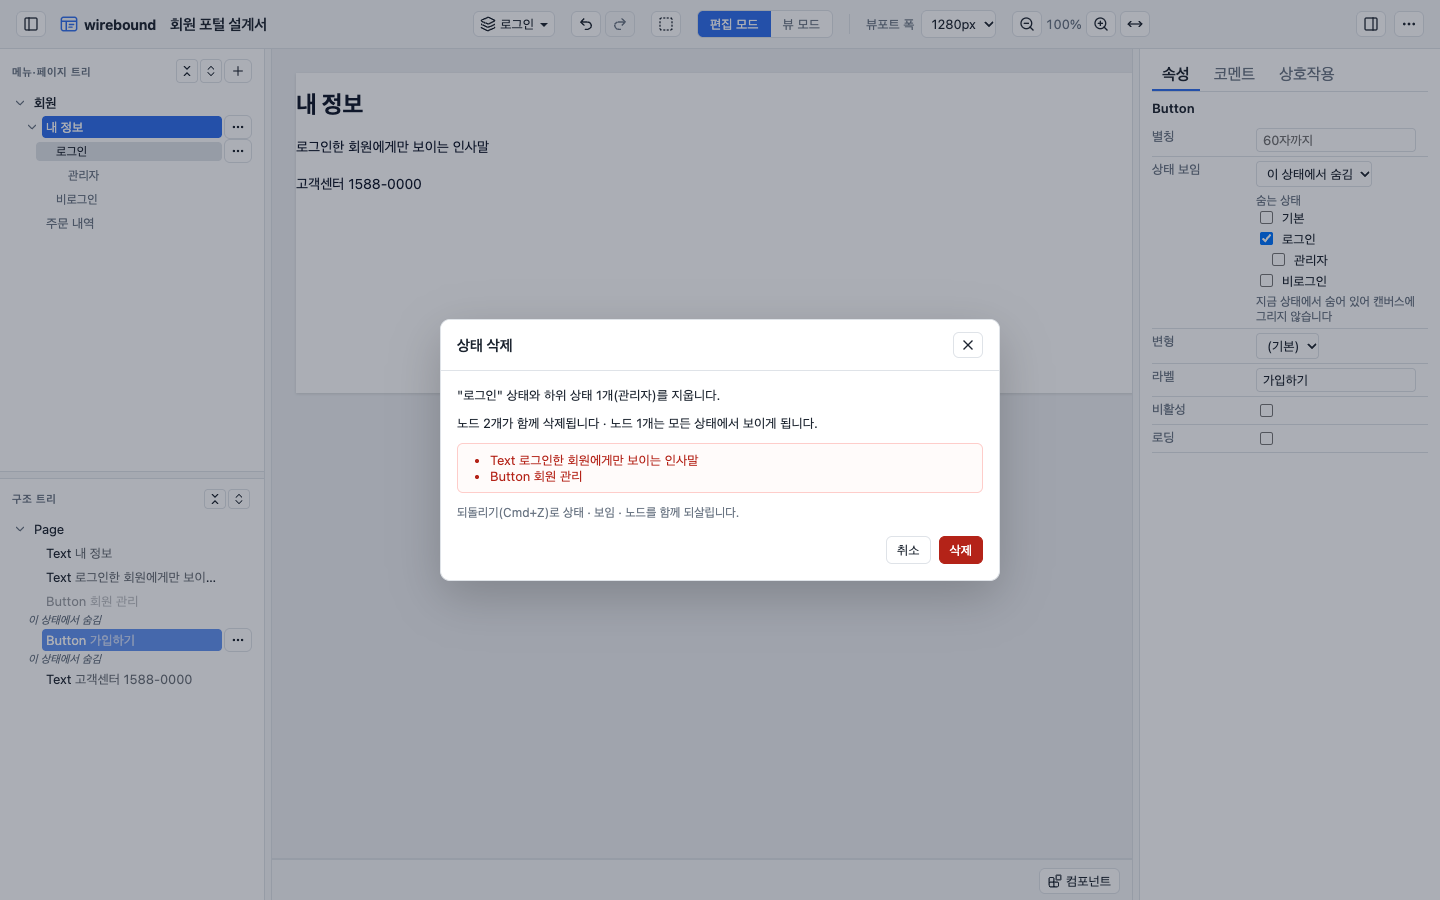 wirebound 회원 포털 설계서
로그인
편집 모드 뷰 모드
뷰포트 폭 1280px 100%
메뉴·페이지 트리
회원
내 정보
로그인
관리자
비로그인
주문 내역
구조 트리
Page
Text 내 정보
Text 로그인한 회원에게만 보이...
Button 회원 관리
이 상태에서 숨김
Button 가입하기
이 상태에서 숨김
Text 고객센터 1588-0000
내 정보
로그인한 회원에게만 보이는 인사말
고객센터 1588-0000
상태 삭제
"로그인" 상태와 하위 상태 1개(관리자)를 지웁니다.
노드 2개가 함께 삭제됩니다 · 노드 1개는 모든 상태에서 보이게 됩니다.
• Text 로그인한 회원에게만 보이는 인사말
• Button 회원 관리
되돌리기(Cmd+Z)로 상태 · 보임 · 노드를 함께 되살립니다.
취소 삭제
컴포넌트
속성 코멘트 상호작용
Button
별칭 60자까지
상태 보임 이 상태에서 숨김
숨는 상태
기본
로그인
관리자
비로그인
지금 상태에서 숨어 있어 캔버스에
그리지 않습니다
변형 (기본)
라벨 가입하기
비활성
로딩